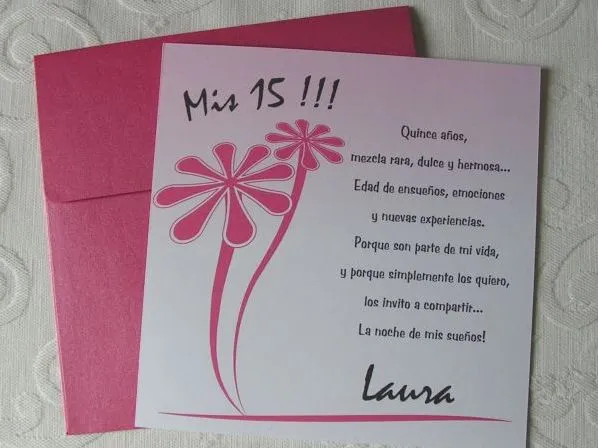 Mis 15 !!!
Quince años,
mezcla rara, dulce y hermosa...
Edad de ensueños, emociones
y nuevas experiencias.
Porque son parte de mi vida,
y porque simplemente los quiero,
los invito a compartir...
La noche de mis sueños!
Laura